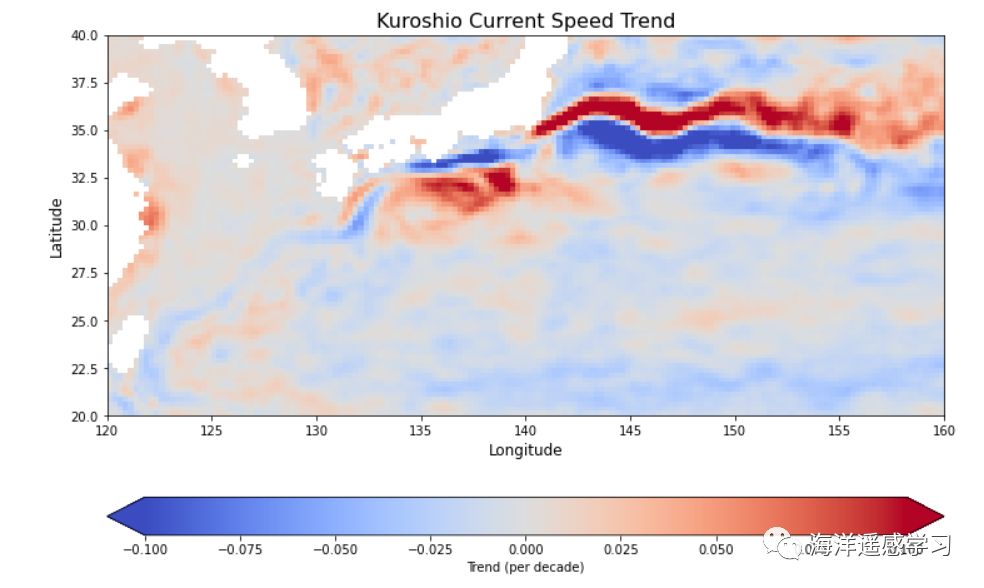 Kuroshio Current Speed Trend
40.0
37.5
35.0
32.5
30.0
27.5
25.0
22.5
20.0
Latitude
120 125 130 135 140 145 150 155 160
Longitude
−0.100 −0.075 −0.050 −0.025 0.000 0.025 0.050
海洋遥感学习
Trend (per decade)